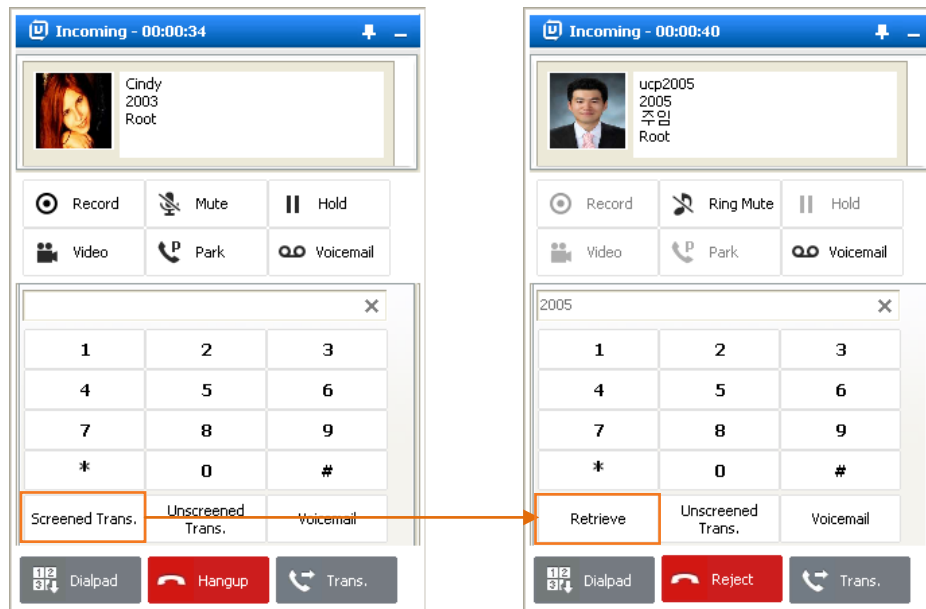 Incoming - 00:00:34
Cindy
2003
Root
Record Mute Hold
Video P Park Voicemail
1 2 3
4 5 6
7 8 9
* 0 #
Screened Trans. Unscreened Trans. Voicemail
Dialpad Hangup Trans.
Incoming - 00:00:40
ucp2005
2005
주임
Root
Record Ring Mute Hold
Video P Park Voicemail
2005
1 2 3
4 5 6
7 8 9
* 0 #
Retrieve Unscreened Trans. Voicemail
Dialpad Reject Trans.